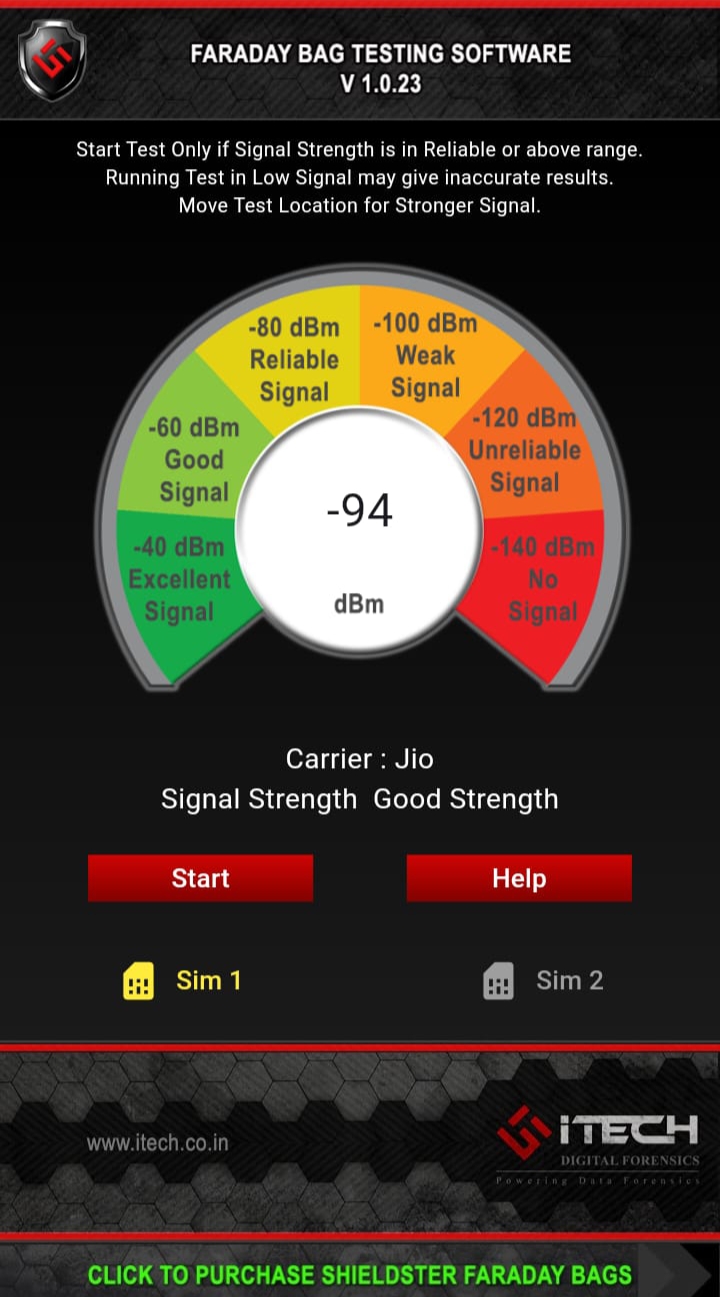 FARADAY BAG TESTING SOFTWARE
V 1.0.23
Start Test Only if Signal Strength is in Reliable or above range.
Running Test in Low Signal may give inaccurate results.
Move Test Location for Stronger Signal.
-80 dBm
Reliable
Signal
-100 dBm
Weak
Signal
-60 dBm
Good
Signal
-120 dBm
Unreliable
Signal
-40 dBm
Excellent
Signal
-94
dBm
-140 dBm
No
Signal
Carrier : Jio
Signal Strength  Good Strength
Start
Help
Sim 1
Sim 2
www.itech.co.in
iTECH
DIGITAL FORENSICS
Powering Data Forensics
CLICK TO PURCHASE SHIELDSTER FARADAY BAGS